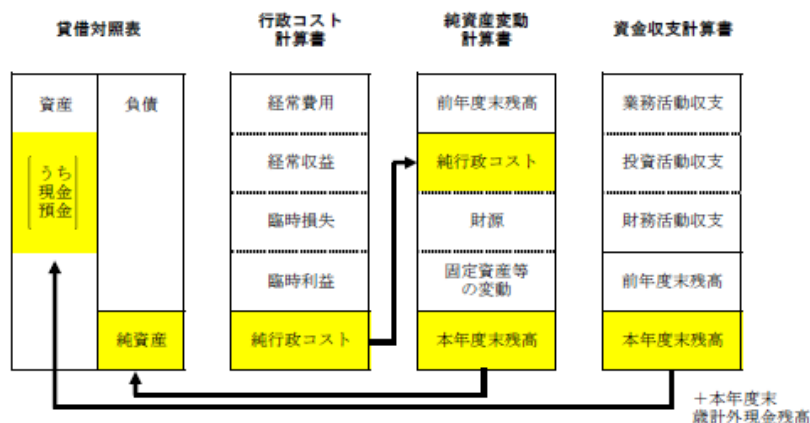 貸借対照表
行政コスト
計算書
純資産変動
計算書
資金収支計算書
資産
負債
うち
現金
預金
純資産
経常費用
経常収益
臨時損失
臨時利益
純行政コスト
前年度末残高
純行政コスト
財源
固定資産等
の変動
本年度末残高
業務活動収支
投資活動収支
財務活動収支
前年度末残高
本年度末残高
＋本年度末
歳計外現金残高